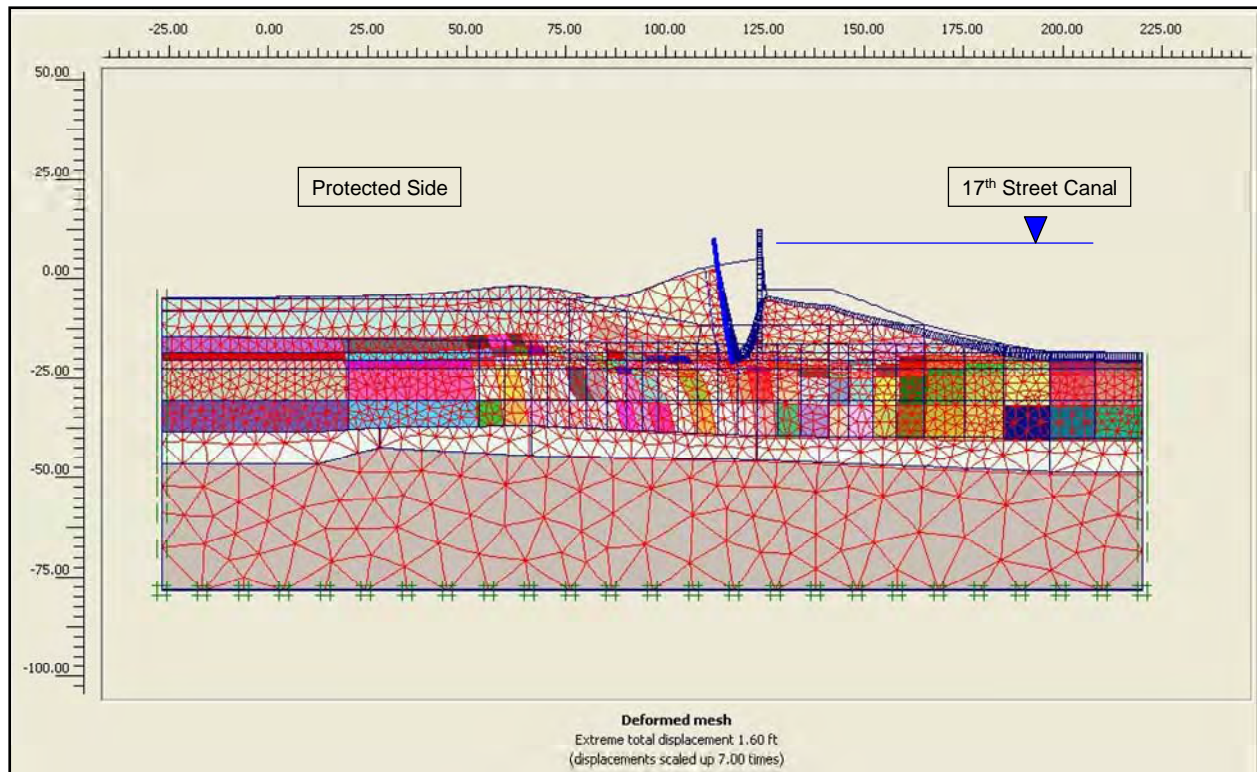 -25.00 0.00 25.00 50.00 75.00 100.00 125.00 150.00 175.00 200.00 225.00
50.00
25.00
Protected Side
17th Street Canal
0.00
-25.00
-50.00
-75.00
-100.00
Deformed mesh
Extreme total displacement 1.60 ft
(displacements scaled up 7.00 times)